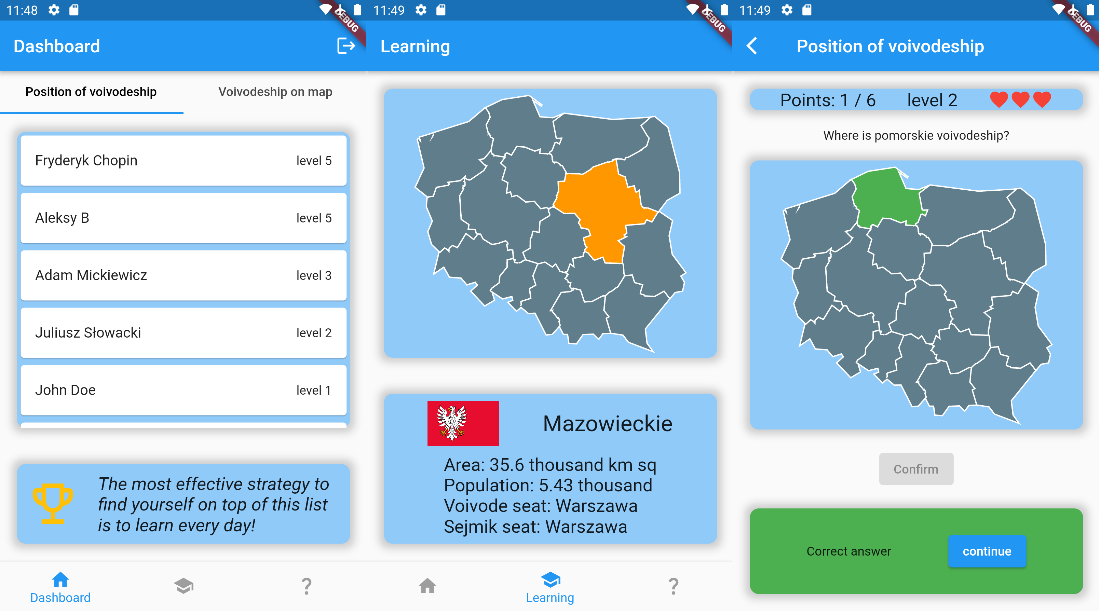 11:48
DEBUG
Dashboard
Position of voivodeship
Voivodeship on map
Fryderyk Chopin level 5
Aleksy B level 5
Adam Mickiewicz level 3
Juliusz Słowacki level 2
John Doe level 1
The most effective strategy to
find yourself on top of this list
is to learn every day!
Dashboard
?
11:49
DEBUG
Learning
Mazowieckie
Area: 35.6 thousand km sq
Population: 5.43 thousand
Voivode seat: Warszawa
Sejmik seat: Warszawa
Learning
?
11:49
DEBUG
Position of voivodeship
Points: 1 / 6 level 2
Where is pomorskie voivodeship?
Confirm
Correct answer continue